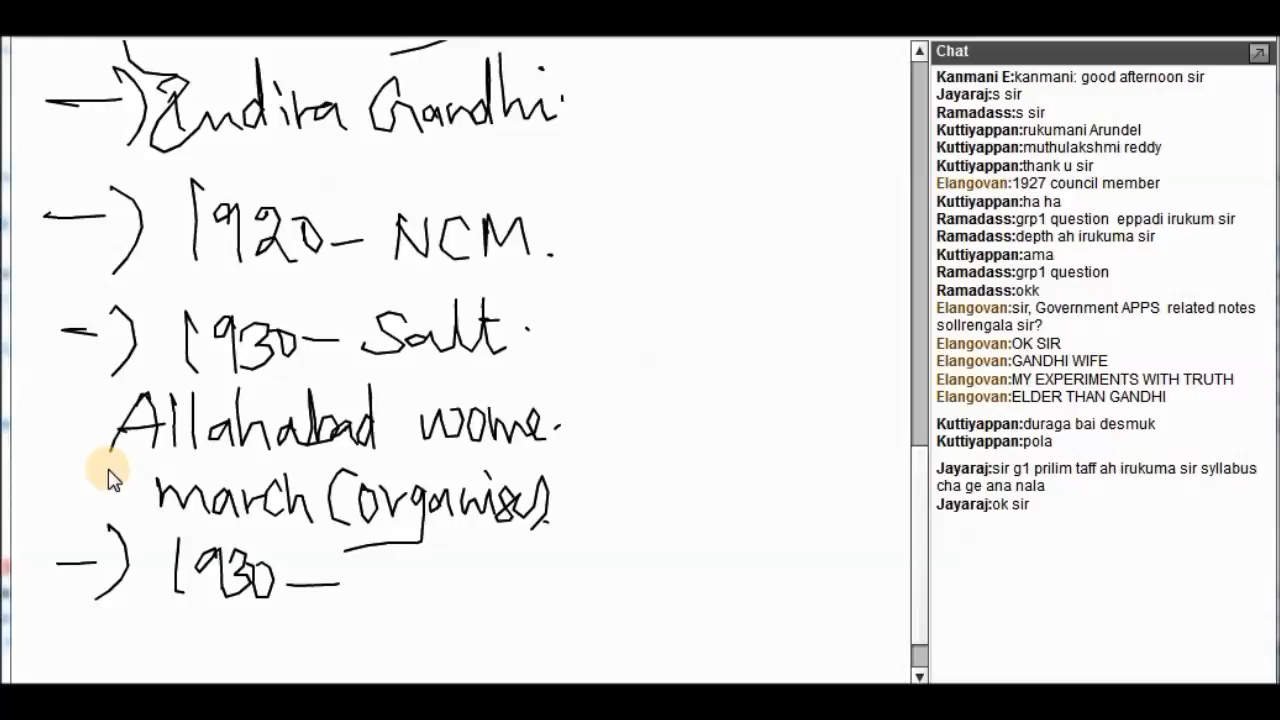 → Indira Gandhi.
→ 1920 - NCM.
→ 1930 - Salt.
Allahabad wome.
march (organises)
→ 1930 -
Chat
Kanmani E:kanmani: good afternoon sir
Jayaraj:s sir
Ramadass:s sir
Kuttiyappan:rukumani Arundel
Kuttiyappan:muthulakshmi reddy
Kuttiyappan:thank u sir
Elangovan:1927 council member
Kuttiyappan:ha ha
Ramadass:grp1 question eppadi irukum sir
Ramadass:depth ah irukuma sir
Kuttiyappan:ama
Ramadass:grp1 question
Ramadass:okk
Elangovan:sir, Government APPS related notes
sollrengala sir?
Elangovan:OK SIR
Elangovan:GANDHI WIFE
Elangovan:MY EXPERIMENTS WITH TRUTH
Elangovan:ELDER THAN GANDHI
Kuttiyappan:duraga bai desmuk
Kuttiyappan:pola
Jayaraj:sir g1 prilim taff ah irukuma sir syllabus
cha ge ana nala
Jayaraj:ok sir